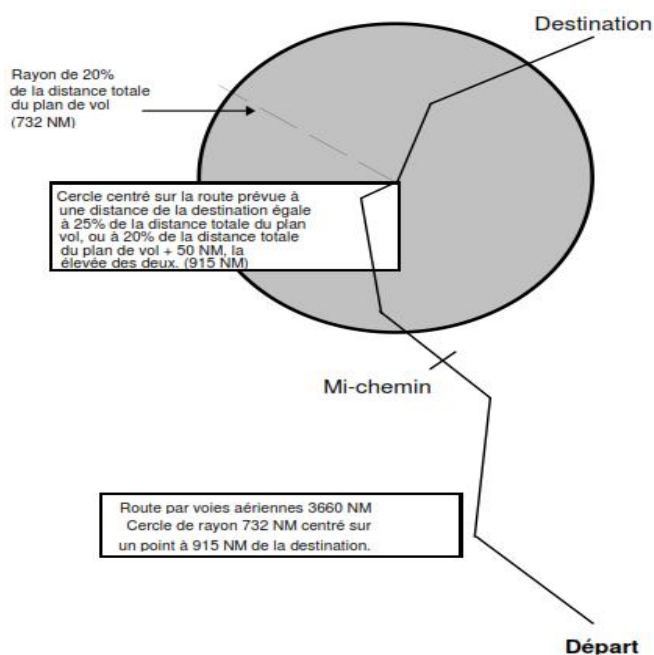 Destination
Rayon de 20%
de la distance totale
du plan de vol
(732 NM)
Cercle centré sur la route prévue à
une distance de la destination égale
à 25% de la distance totale du plan
vol, ou à 20% de la distance totale
du plan de vol + 50 NM, la
élevée des deux. (915 NM)
Mi-chemin
Route par voies aériennes 3660 NM
Cercle de rayon 732 NM centré sur
un point à 915 NM de la destination.
Départ